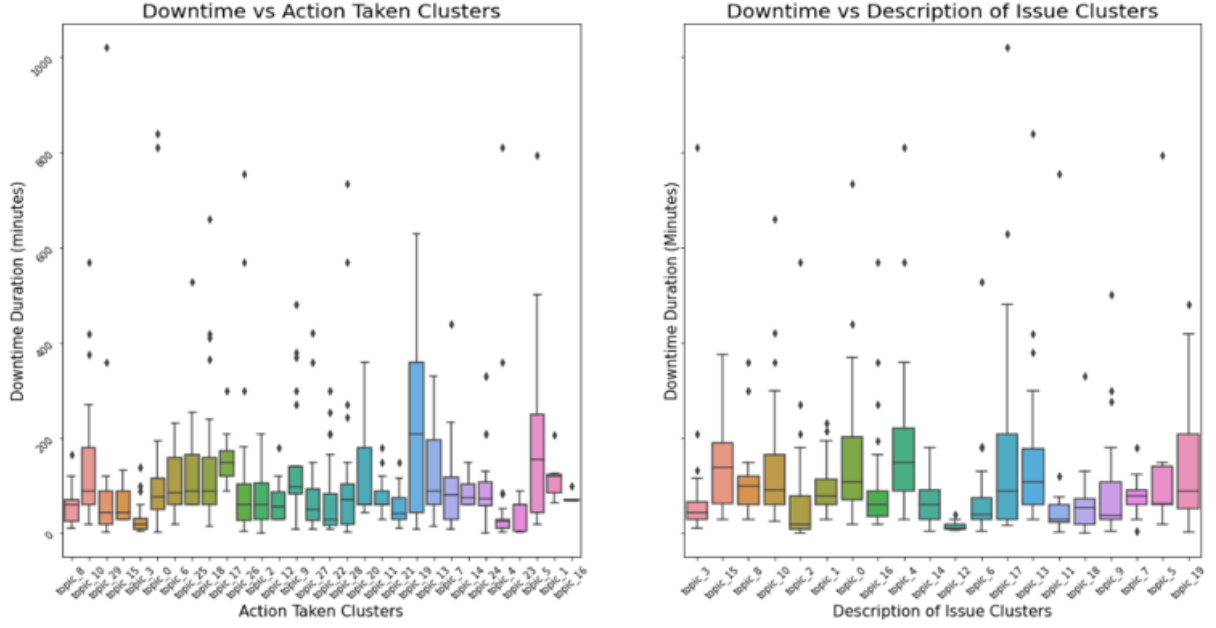 Downtime vs Action Taken Clusters
Downtime Duration (minutes)
1000
800
600
400
200
0
topic_8
topic_10
topic_29
topic_15
topic_3
topic_0
topic_6
topic_25
topic_18
topic_17
topic_26
topic_2
topic_12
topic_9
topic_27
topic_22
topic_28
topic_20
topic_11
topic_21
topic_19
topic_13
topic_7
topic_14
topic_24
topic_4
topic_23
topic_5
topic_1
topic_16
Action Taken Clusters
Downtime vs Description of Issue Clusters
Downtime Duration (Minutes)
topic_3
topic_15
topic_8
topic_10
topic_2
topic_1
topic_0
topic_16
topic_4
topic_14
topic_12
topic_6
topic_17
topic_13
topic_11
topic_18
topic_9
topic_7
topic_5
topic_19
Description of Issue Clusters